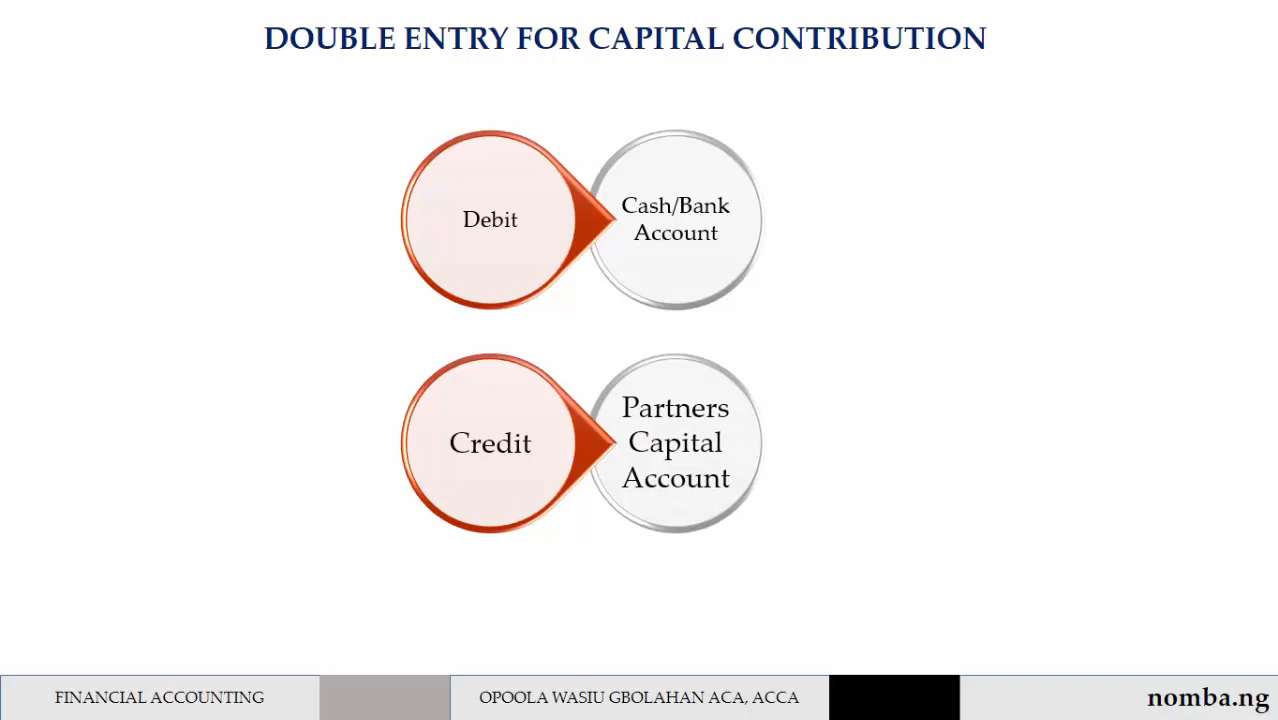 DOUBLE ENTRY FOR CAPITAL CONTRIBUTION
Debit
Cash/Bank
Account
Credit
Partners
Capital
Account
FINANCIAL ACCOUNTING
OPOOLA WASIU GBOLAHAN ACA, ACCA
nomba.ng